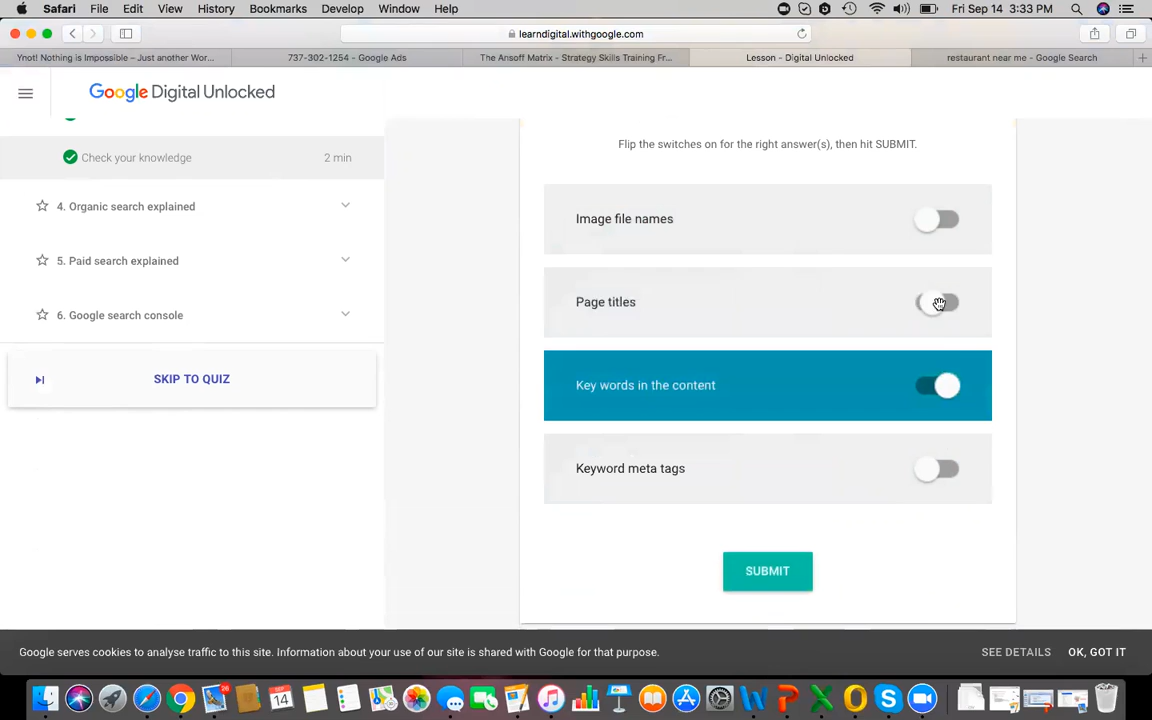 Safari File Edit View History Bookmarks Develop Window Help Fri Sep 14 3:33 PM
learndigital.withgoogle.com
Ynot! Nothing is Impossible – Just another Wor... 737-302-1254 - Google Ads The Ansoff Matrix - Strategy Skills Training Fr... Lesson - Digital Unlocked restaurant near me - Google Search
Google Digital Unlocked
Check your knowledge 2 min
4. Organic search explained
5. Paid search explained
6. Google search console
SKIP TO QUIZ
Flip the switches on for the right answer(s), then hit SUBMIT.
Image file names
Page titles
Key words in the content
Keyword meta tags
SUBMIT
Google serves cookies to analyse traffic to this site. Information about your use of our site is shared with Google for that purpose. SEE DETAILS OK, GOT IT